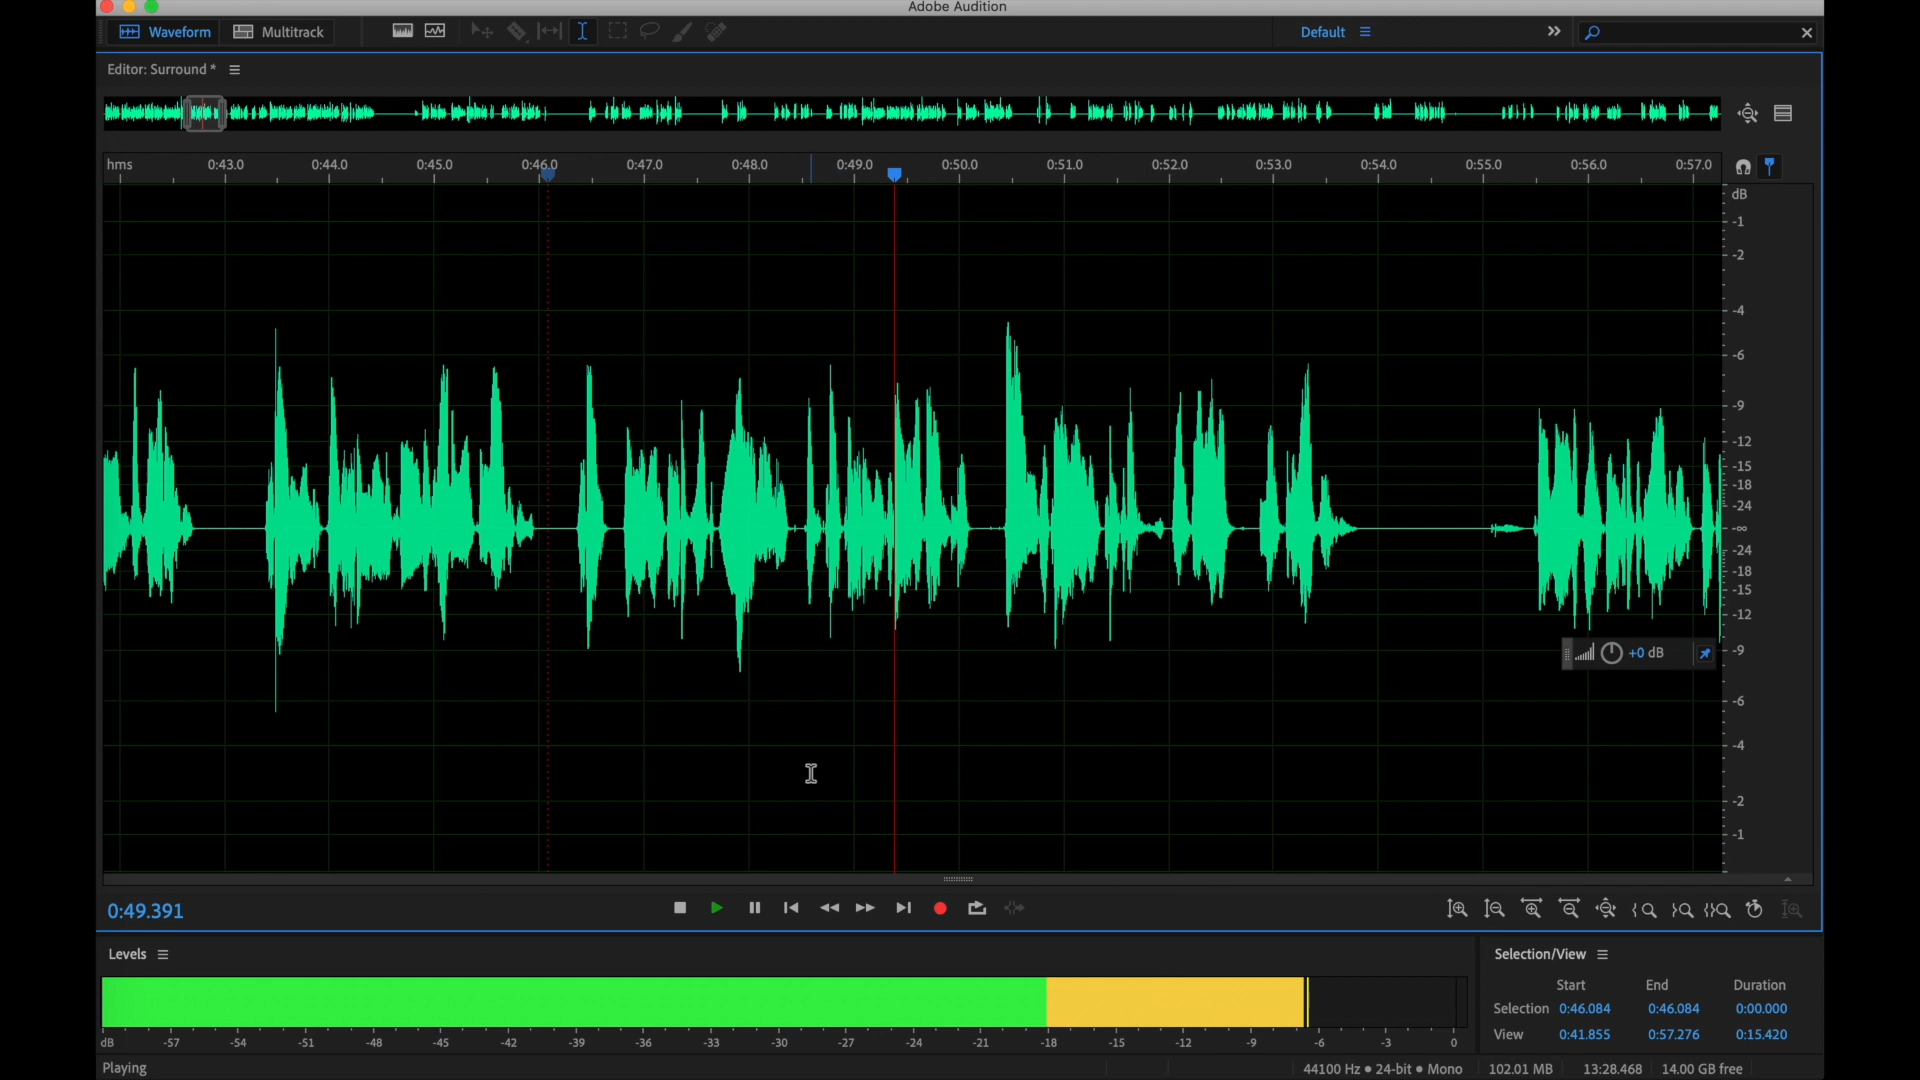 Adobe Audition
Waveform Multitrack Default
Editor: Surround *
hms 0:43.0 0:44.0 0:45.0 0:46.0 0:47.0 0:48.0 0:49.0 0:50.0 0:51.0 0:52.0 0:53.0 0:54.0 0:55.0 0:56.0 0:57.0
dB
-1
-2
-4
-6
-9
-12
-15
-18
-24
-∞
-24
-18
-15
-12
-9
-6
-4
-2
-1
+0 dB
0:49.391
Levels
dB -57 -54 -51 -48 -45 -42 -39 -36 -33 -30 -27 -24 -21 -18 -15 -12 -9 -6 -3 0
Selection/View
Start End Duration
Selection 0:46.084 0:46.084 0:00.000
View 0:41.855 0:57.276 0:15.420
Playing 44100 Hz ● 24-bit ● Mono 102.01 MB 13:28.468 14.00 GB free